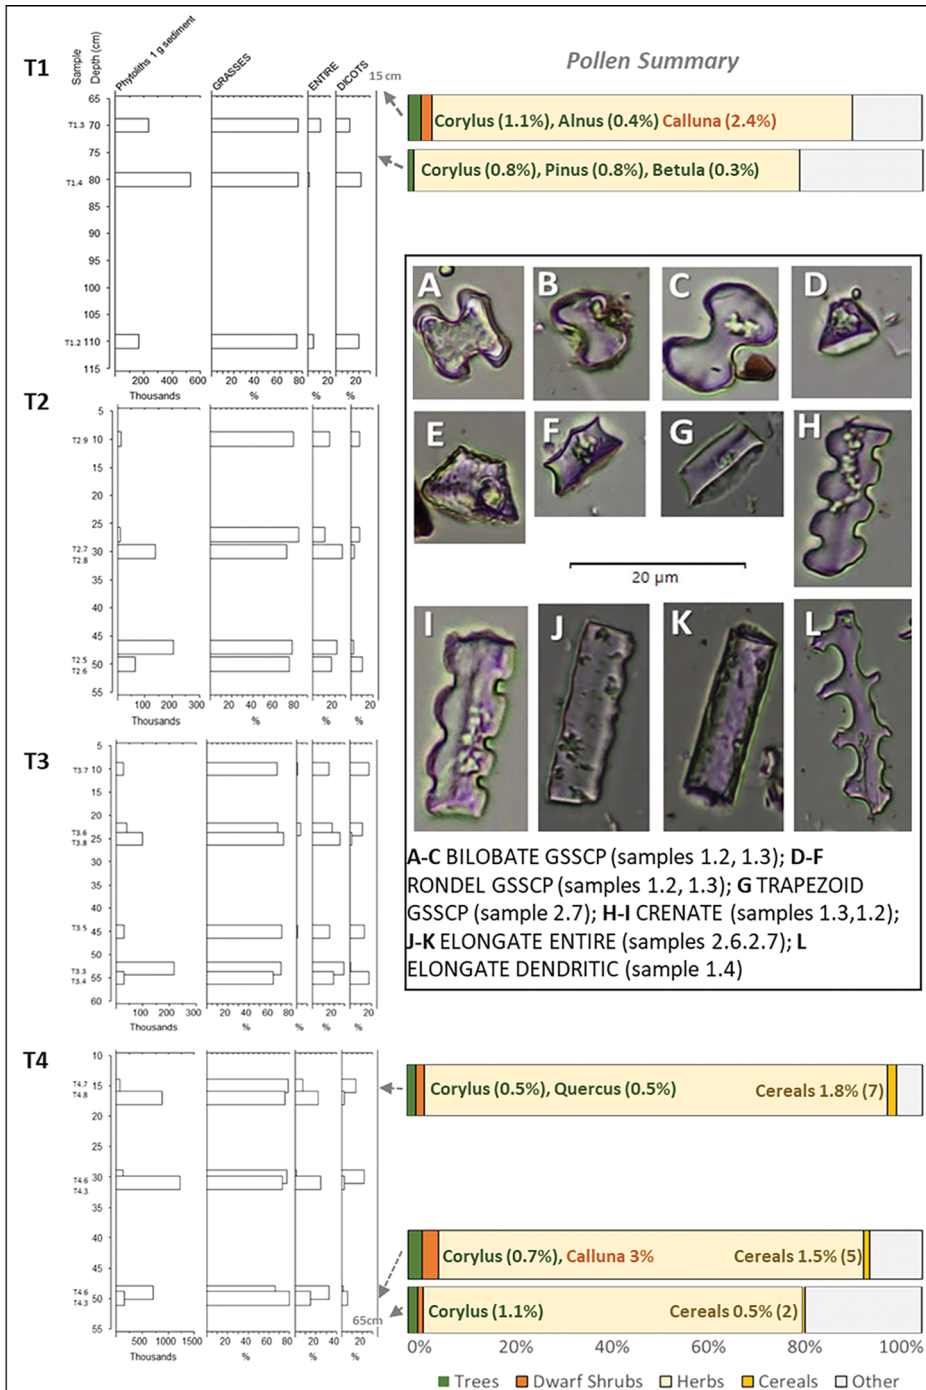 T1
Sample
Depth (cm)
Phytoliths 1 g sediment
GRASSES
ENTIRE
DICOTS
15 cm
Pollen Summary
65
T1.3 70
75
T1.4 80
85
90
95
100
105
T1.2 110
115
200 400 600
20 40 60 80
20
20
Thousands % % %
Corylus (1.1%), Alnus (0.4%) Calluna (2.4%)
Corylus (0.8%), Pinus (0.8%), Betula (0.3%)
T2
5
T2.9 10
15
20
25
T2.7 30
T2.8
35
40
45
T2.5 50
T2.6
55
0 100 200 300
20 40 60 80
20
20
Thousands % % %
A B C D
E F G H
20 µm
I J K L
A-C BILOBATE GSSCP (samples 1.2, 1.3); D-F
RONDEL GSSCP (samples 1.2, 1.3); G TRAPEZOID
GSSCP (sample 2.7); H-I CRENATE (samples 1.3,1.2);
J-K ELONGATE ENTIRE (samples 2.6.2.7); L
ELONGATE DENDRITIC (sample 1.4)
T3
5
T3.7 10
15
20
T3.6 25
T3.8
30
35
40
T3.5 45
50
T3.3 55
T3.4
60
0 100 200 300
20 40 60 80
20
20
Thousands % % % %
T4
10
T4.7 15
T4.8
20
25
T4.6 30
T4.3
35
40
45
T4.6 50
T4.3
55
500 1000 1500
20 40 60 80
20 40
20
Thousands % % %
65cm
Corylus (0.5%), Quercus (0.5%) Cereals 1.8% (7)
Corylus (0.7%), Calluna 3% Cereals 1.5% (5)
Corylus (1.1%) Cereals 0.5% (2)
0% 20% 40% 60% 80% 100%
Trees Dwarf Shrubs Herbs Cereals Other